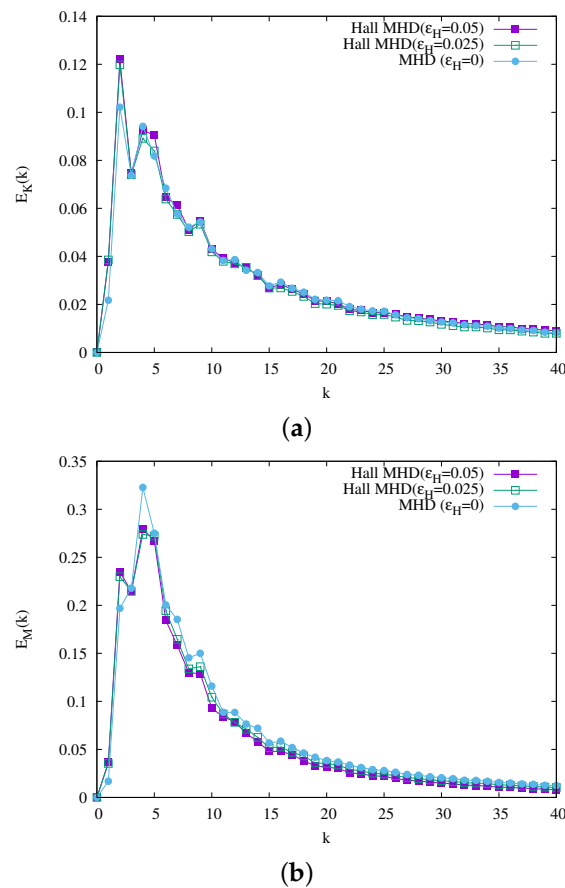 0.14
0.12
0.1
0.08
0.06
0.04
0.02
0
E_K(k)
Hall MHD(ε_H=0.05)
Hall MHD(ε_H=0.025)
MHD (ε_H=0)
0 5 10 15 20 25 30 35 40
k
(a)
0.35
0.3
0.25
0.2
0.15
0.1
0.05
0
E_M(k)
Hall MHD(ε_H=0.05)
Hall MHD(ε_H=0.025)
MHD (ε_H=0)
0 5 10 15 20 25 30 35 40
k
(b)